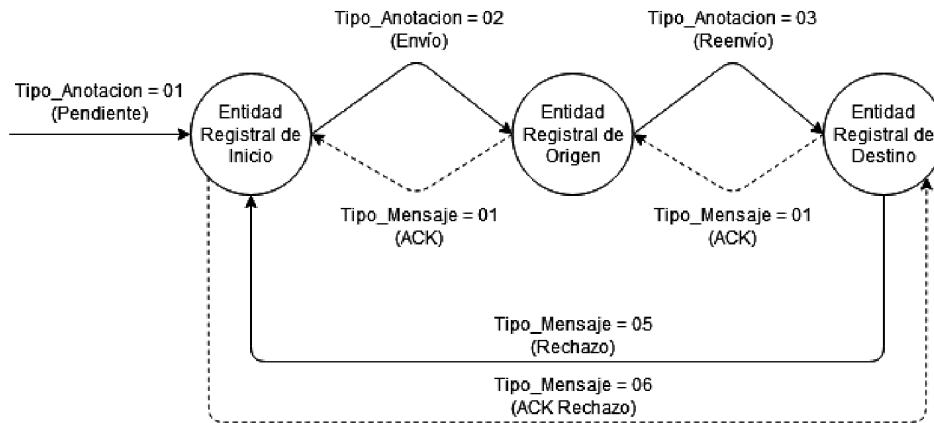 Tipo_Anotacion = 02
(Envío)
Tipo_Anotacion = 03
(Reenvío)
Tipo_Anotacion = 01
(Pendiente)
Entidad
Registral de
Inicio
Entidad
Registral de
Origen
Entidad
Registral de
Destino
Tipo_Mensaje = 01
(ACK)
Tipo_Mensaje = 01
(ACK)
Tipo_Mensaje = 05
(Rechazo)
Tipo_Mensaje = 06
(ACK Rechazo)